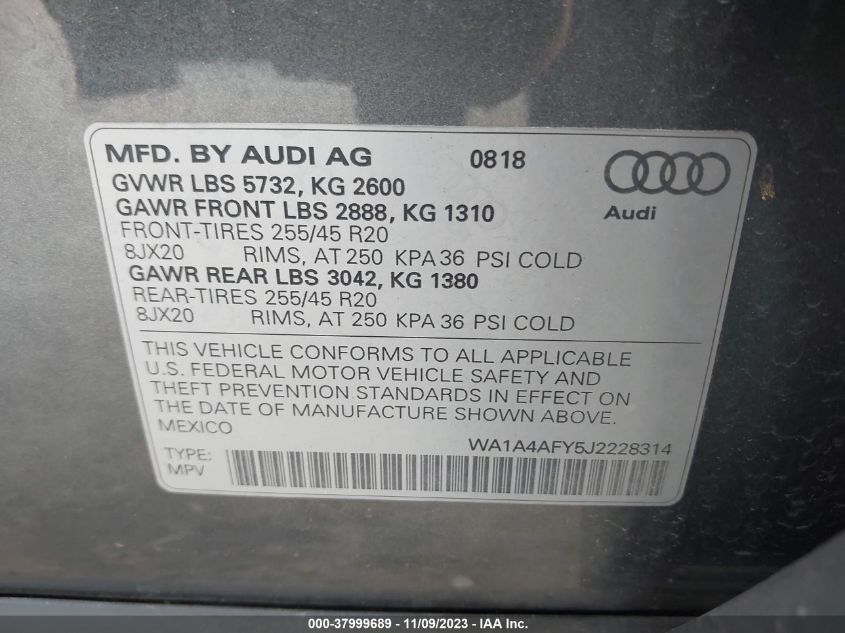 MFD. BY AUDI AG 0818
GVWR LBS 5732, KG 2600
GAWR FRONT LBS 2888, KG 1310
Audi
FRONT-TIRES 255/45 R20
8JX20 RIMS, AT 250 KPA 36 PSI COLD
GAWR REAR LBS 3042, KG 1380
REAR-TIRES 255/45 R20
8JX20 RIMS, AT 250 KPA 36 PSI COLD
THIS VEHICLE CONFORMS TO ALL APPLICABLE
U.S. FEDERAL MOTOR VEHICLE SAFETY AND
THEFT PREVENTION STANDARDS IN EFFECT ON
THE DATE OF MANUFACTURE SHOWN ABOVE.
MEXICO
WA1A4AFY5J2228314
TYPE:
MPV
000-37999689 - 11/09/2023 - IAA Inc.